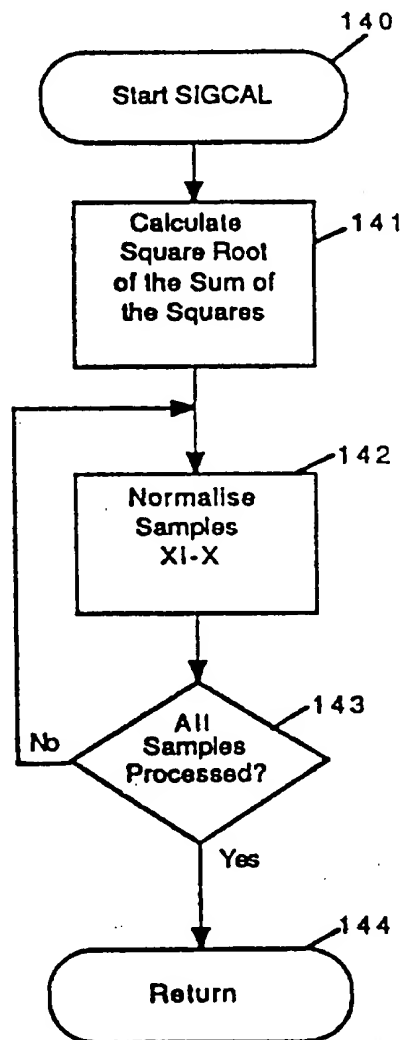 140
Start SIGCAL
Calculate
Square Root
of the Sum of
the Squares
141
142
Normalise
Samples
XI-X
143
All
Samples
Processed?
No
Yes
144
Return